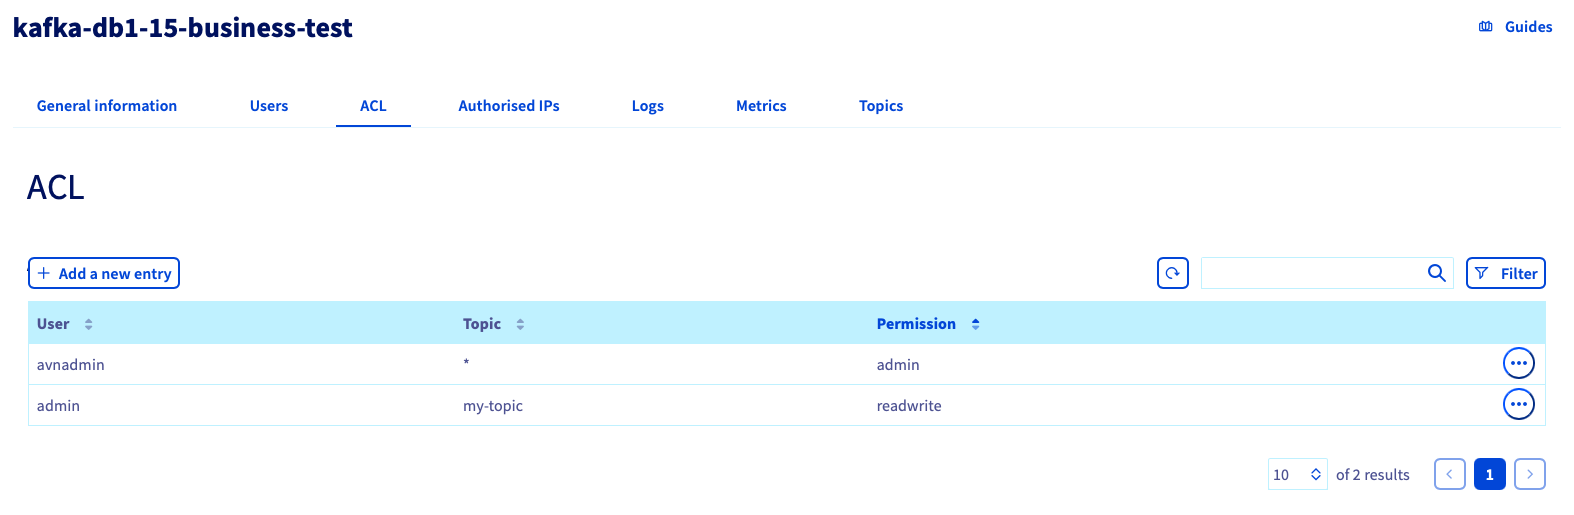 kafka-db1-15-business-test
Guides
General information Users ACL Authorised IPs Logs Metrics Topics
ACL
+ Add a new entry Filter
User Topic Permission
avnadmin * admin
admin my-topic readwrite
10 of 2 results 1